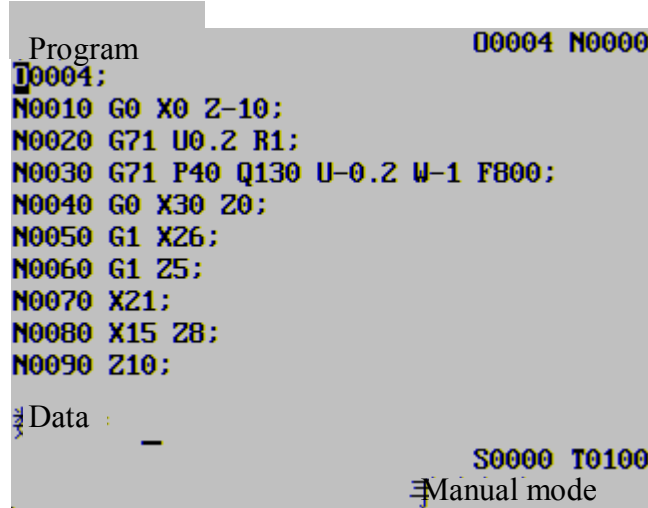 Program O0004 N0000
O0004;
N0010 G0 X0 Z-10;
N0020 G71 U0.2 R1;
N0030 G71 P40 Q130 U-0.2 W-1 F800;
N0040 G0 X30 Z0;
N0050 G1 X26;
N0060 G1 Z5;
N0070 X21;
N0080 X15 Z8;
N0090 Z10;
Data
S0000 T0100
Manual mode